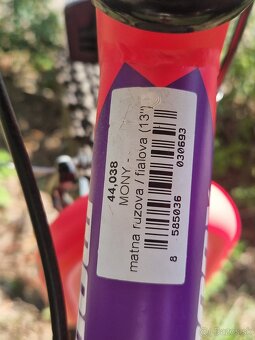 44,038
MONY -
matna ruzova / fialova (13")
8 585036 030693